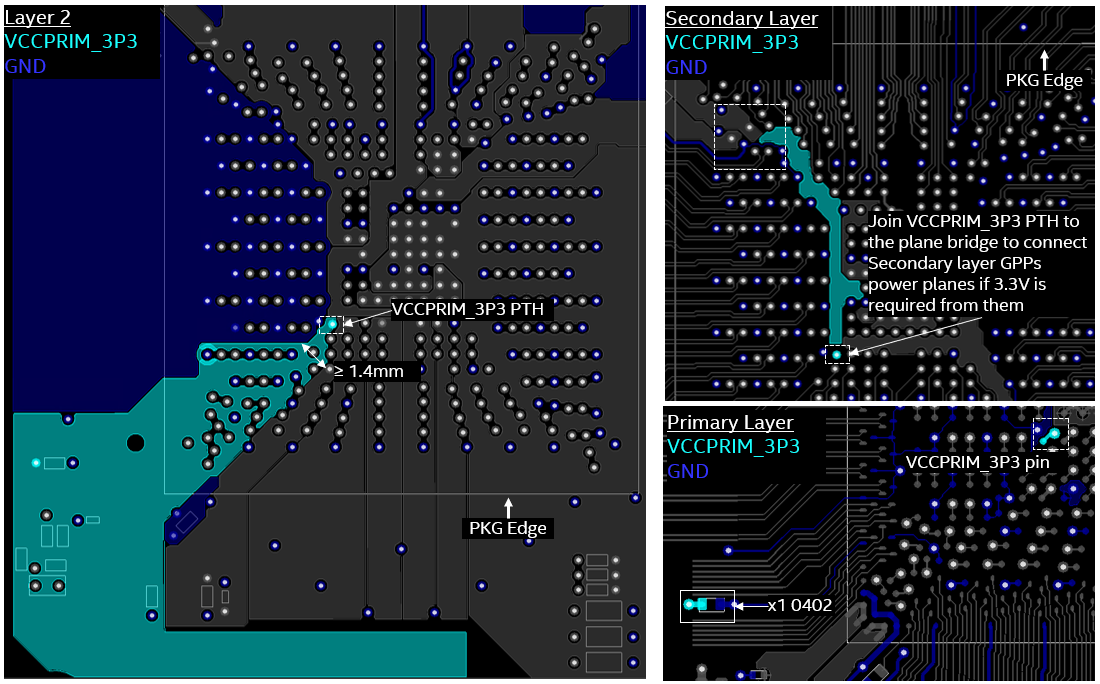 Layer 2
VCCPRIM_3P3
GND
VCCPRIM_3P3 PTH
≥ 1.4mm
PKG Edge
Secondary Layer
VCCPRIM_3P3
GND
PKG Edge
Join VCCPRIM_3P3 PTH to
the plane bridge to connect
Secondary layer GPPs
power planes if 3.3V is
required from them
Primary Layer
VCCPRIM_3P3
GND
VCCPRIM_3P3 pin
x1 0402